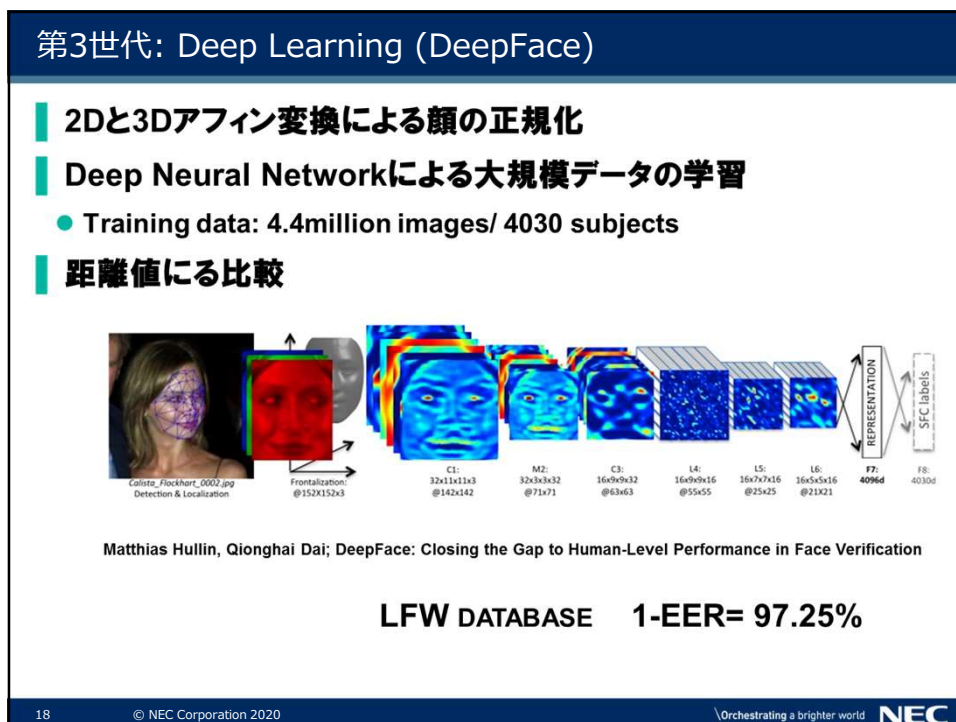 第3世代: Deep Learning (DeepFace)
2Dと3Dアフィン変換による顔の正規化
Deep Neural Networkによる大規模データの学習
Training data: 4.4million images/ 4030 subjects
距離値にる比較
Calista_Flockhart_0002.jpg
Detection & Localization
Frontalization:
@152X152x3
C1:
32x11x11x3
@142x142
M2:
32x3x3x32
@71x71
C3:
16x9x9x32
@63x63
L4:
16x9x9x16
@55x55
L5:
16x7x7x16
@25x25
L6:
16x5x5x16
@21X21
REPRESENTATION
F7:
4096d
SFC labels
F8:
4030d
Matthias Hullin, Qionghai Dai; DeepFace: Closing the Gap to Human-Level Performance in Face Verification
LFW DATABASE 1-EER= 97.25%
18 © NEC Corporation 2020
\Orchestrating a brighter world NEC